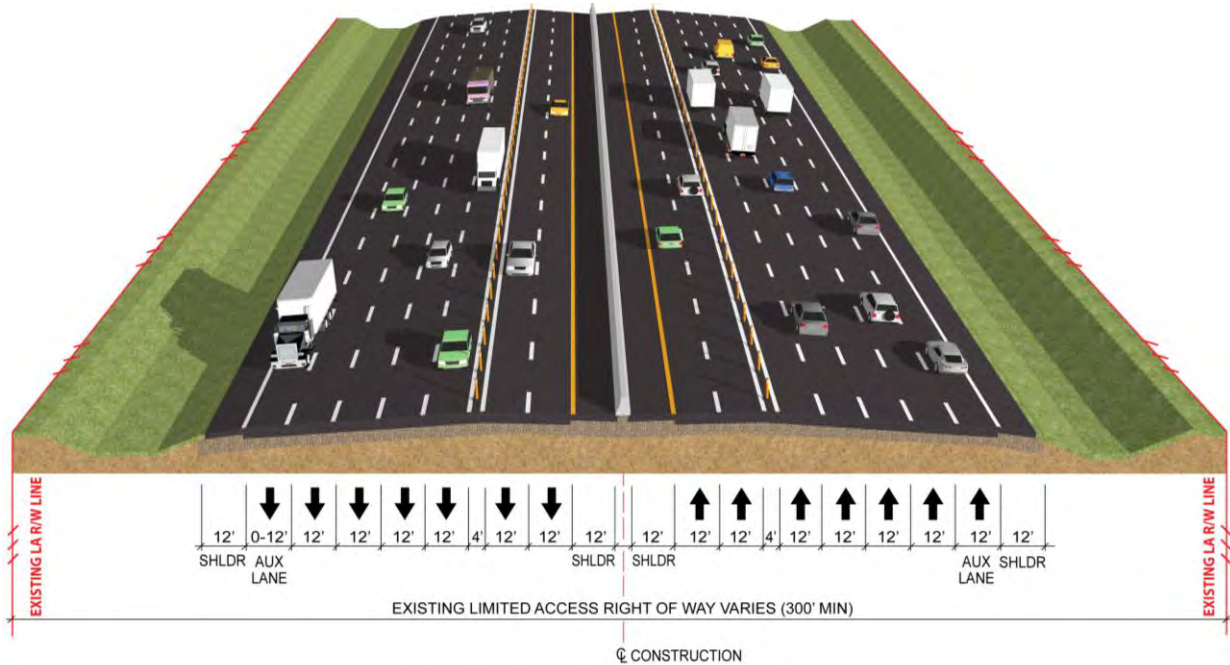 12' 0-12' 12' 12' 12' 12' 4' 12' 12' 12' 12' 12' 12' 4' 12' 12' 12' 12' 12' 12'
SHLDR AUX LANE SHLDR SHLDR AUX LANE SHLDR
EXISTING LA R/W LINE
EXISTING LA R/W LINE
EXISTING LIMITED ACCESS RIGHT OF WAY VARIES (300' MIN)
℄ CONSTRUCTION